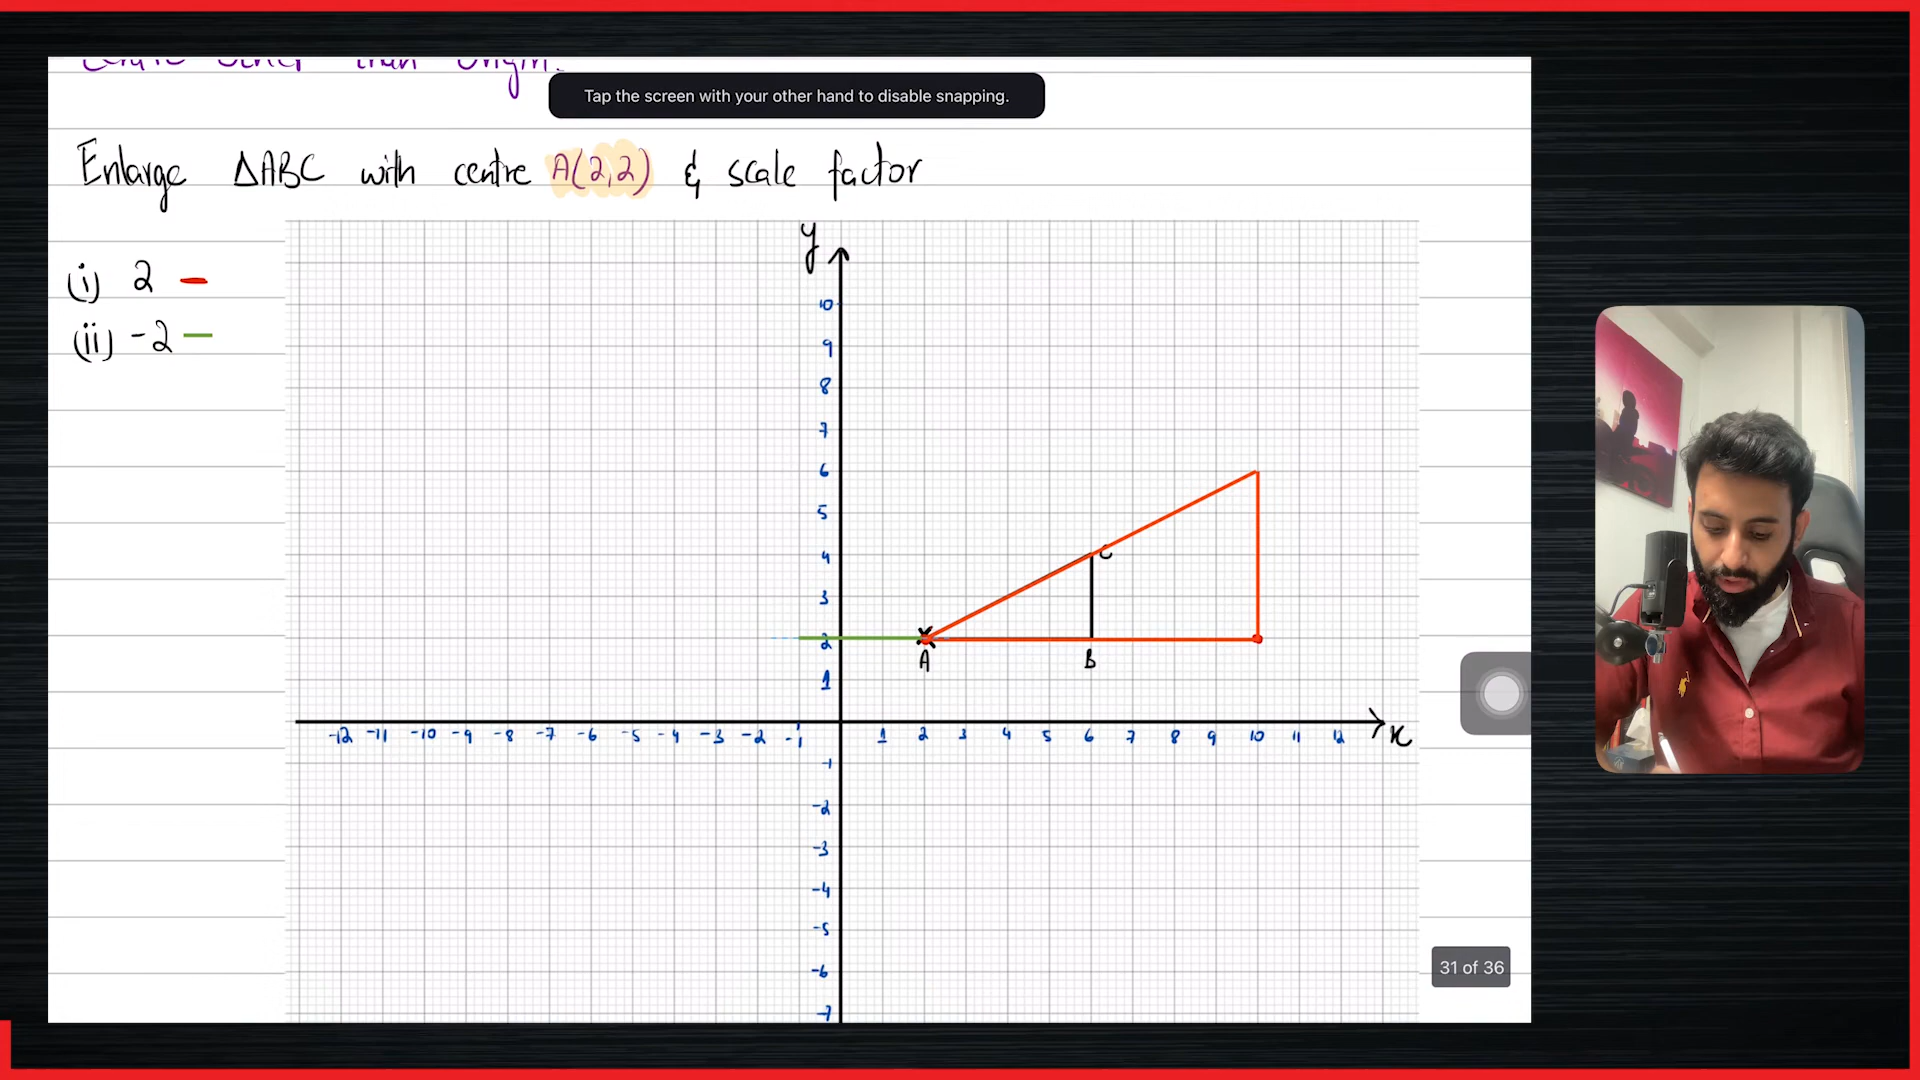 than origin.
Tap the screen with your other hand to disable snapping.
Enlarge ΔABC with centre A(2,2) & scale factor
(i) 2
(ii) -2
y
10
9
8
7
6
5
4
3
2
1
C
A B
-12 -11 -10 -9 -8 -7 -6 -5 -4 -3 -2 -1 1 2 3 4 5 6 7 8 9 10 11 12 x
-1
-2
-3
-4
-5
-6
-7
31 of 36